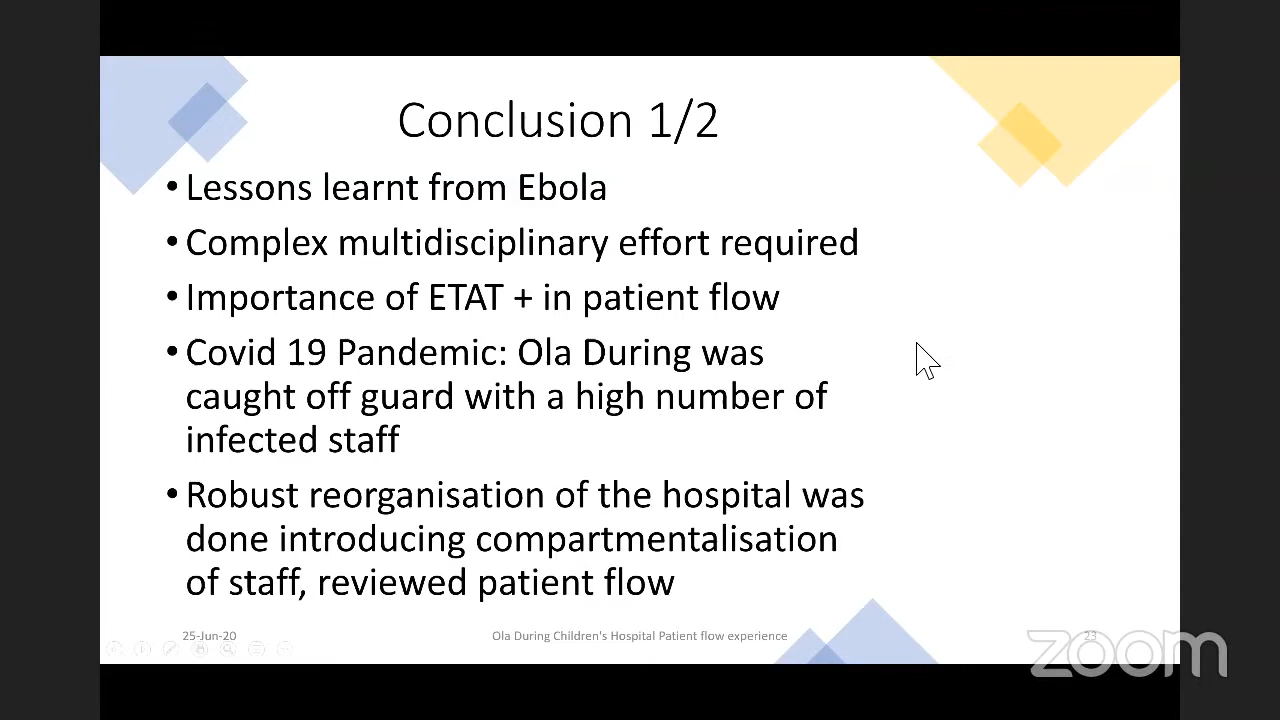 Conclusion 1/2
• Lessons learnt from Ebola
• Complex multidisciplinary effort required
• Importance of ETAT + in patient flow
• Covid 19 Pandemic: Ola During was
caught off guard with a high number of
infected staff
• Robust reorganisation of the hospital was
done introducing compartmentalisation
of staff, reviewed patient flow
25-Jun-20
Ola During Children's Hospital Patient flow experience
23
zoom